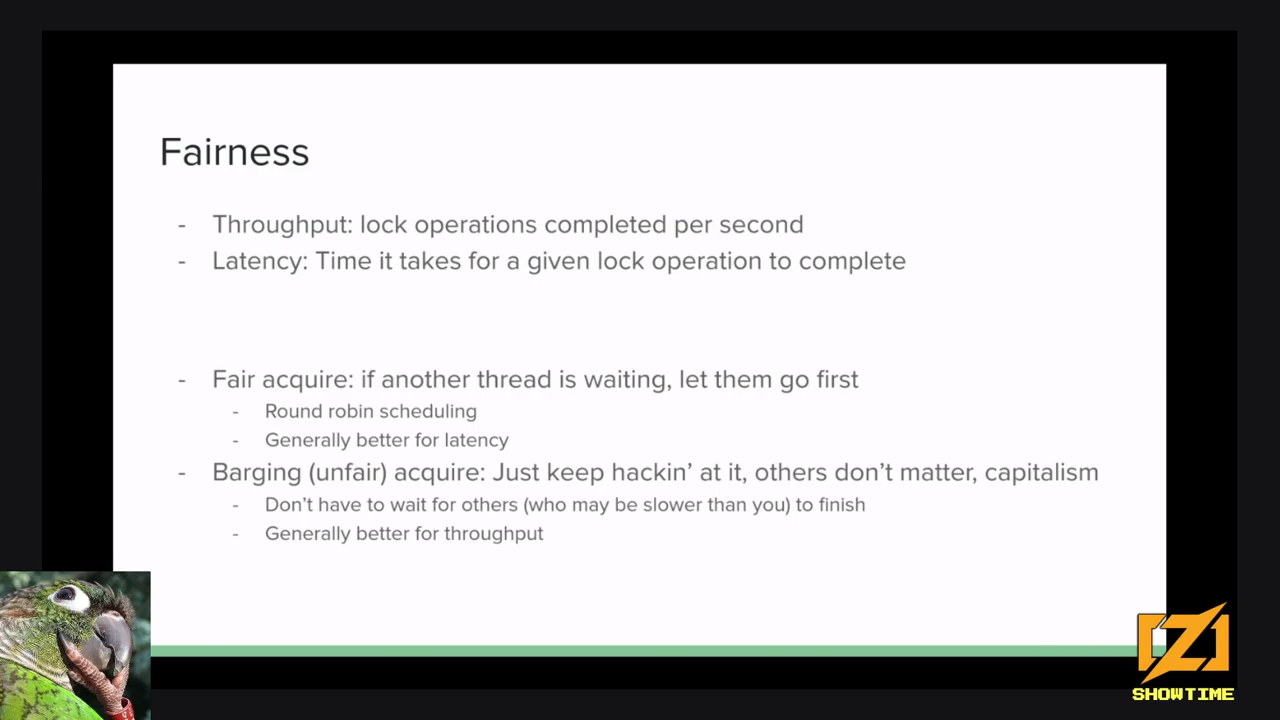 Fairness
- Throughput: lock operations completed per second
- Latency: Time it takes for a given lock operation to complete
- Fair acquire: if another thread is waiting, let them go first
- Round robin scheduling
- Generally better for latency
- Barging (unfair) acquire: Just keep hackin’ at it, others don’t matter, capitalism
- Don’t have to wait for others (who may be slower than you) to finish
- Generally better for throughput
Z
SHOWTIME